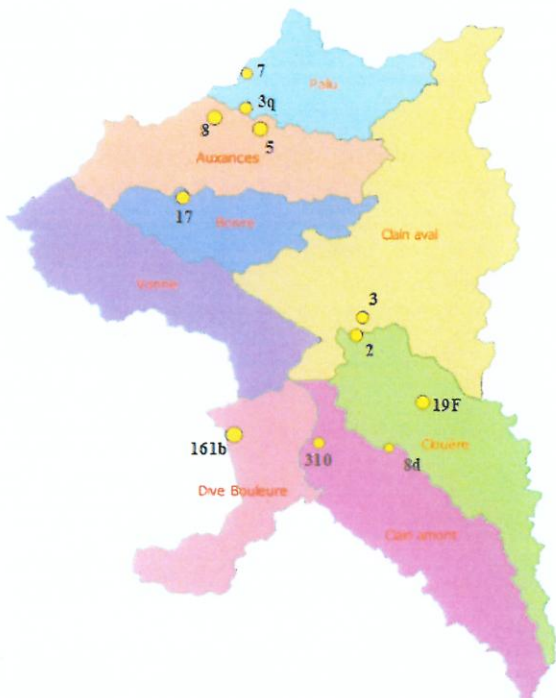 7
Pallu
3q
8
5
Auxances
17
Boivre
Clain aval
Vonne
3
2
19F
Clouère
161b
310
8d
Dive Bouleure
Clain amont